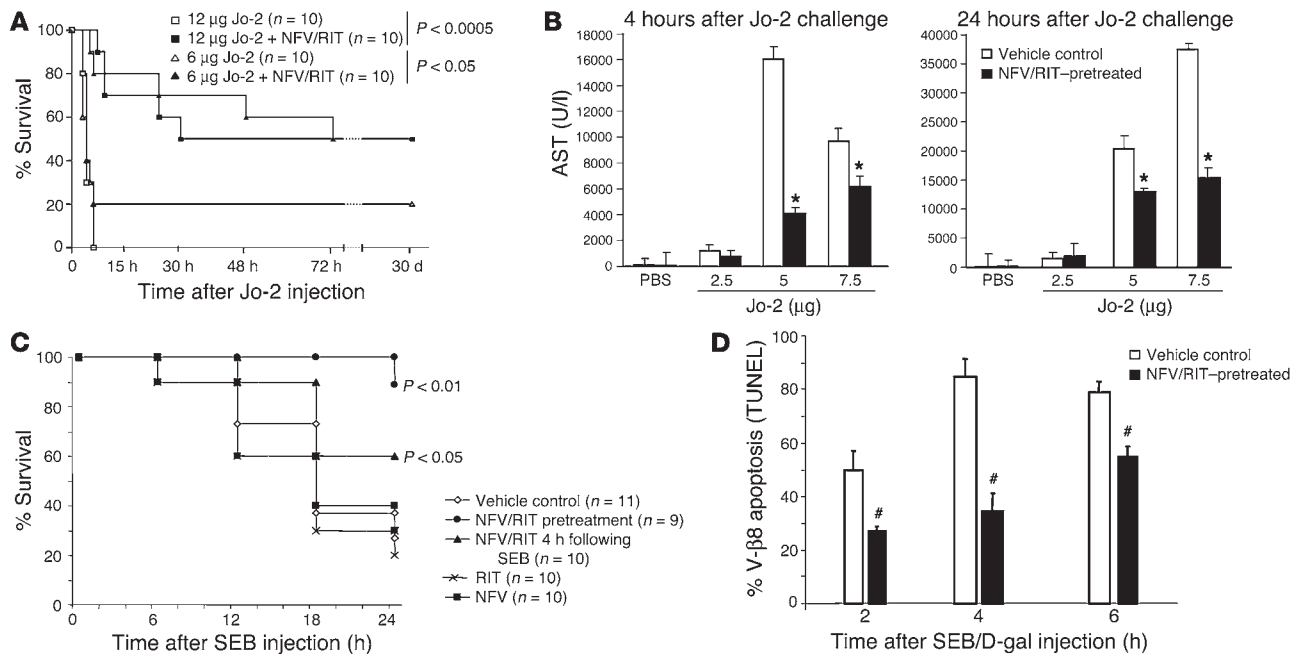 A
12 µg Jo-2 (n = 10)
12 µg Jo-2 + NFV/RIT (n = 10)
P < 0.0005
6 µg Jo-2 (n = 10)
6 µg Jo-2 + NFV/RIT (n = 10)
P < 0.05
% Survival
100
80
60
40
20
0
0 15 h 30 h 48 h 72 h 30 d
Time after Jo-2 injection
B
4 hours after Jo-2 challenge
AST (U/l)
18000
16000
14000
12000
10000
8000
6000
4000
2000
0
*
*
PBS 2.5 5 7.5
Jo-2 (µg)
24 hours after Jo-2 challenge
Vehicle control
NFV/RIT–pretreated
40000
35000
30000
25000
20000
15000
10000
5000
0
*
*
PBS 2.5 5 7.5
Jo-2 (µg)
C
% Survival
100
80
60
40
20
0
P < 0.01
P < 0.05
Vehicle control (n = 11)
NFV/RIT pretreatment (n = 9)
NFV/RIT 4 h following
SEB (n = 10)
RIT (n = 10)
NFV (n = 10)
0 6 12 18 24
Time after SEB injection (h)
D
Vehicle control
NFV/RIT–pretreated
% V-β8 apoptosis (TUNEL)
100
80
60
40
20
0
#
#
#
2 4 6
Time after SEB/D-gal injection (h)